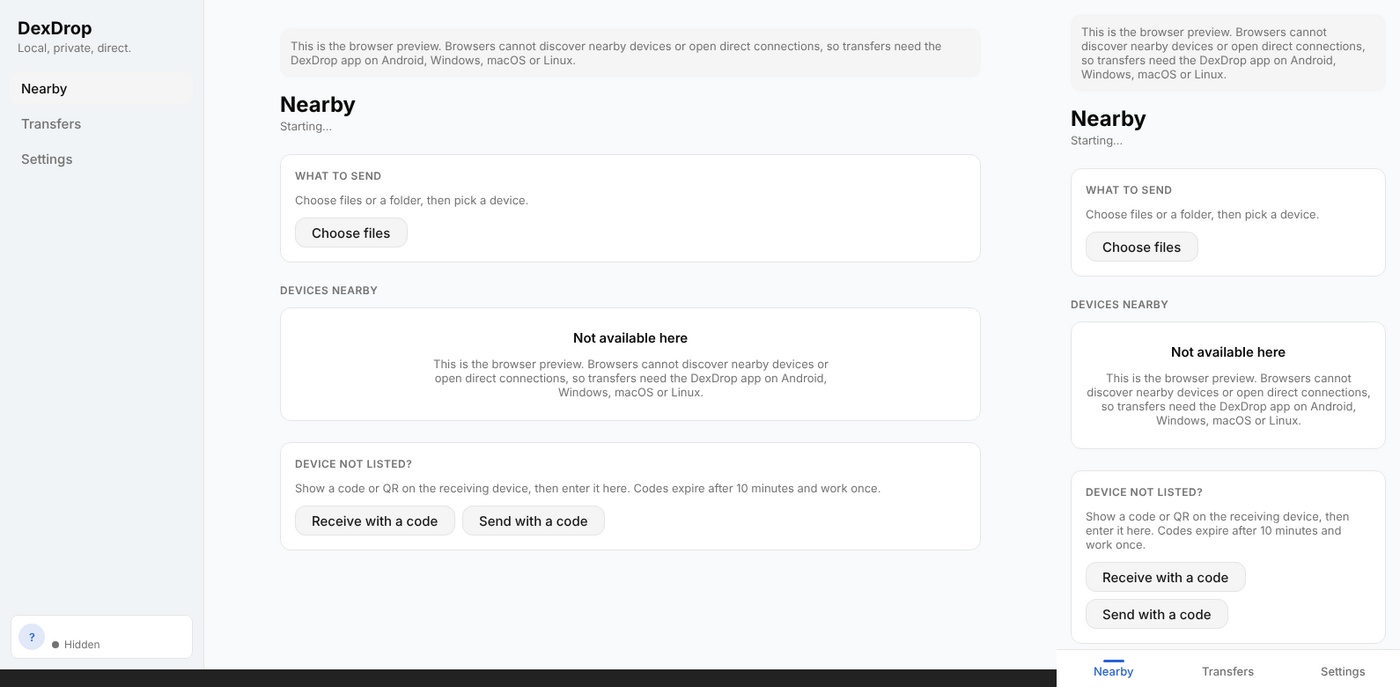 DexDrop
Local, private, direct.
Nearby
Transfers
Settings
?
Hidden
This is the browser preview. Browsers cannot discover nearby devices or open direct connections, so transfers need the
DexDrop app on Android, Windows, macOS or Linux.
Nearby
Starting...
WHAT TO SEND
Choose files or a folder, then pick a device.
Choose files
DEVICES NEARBY
Not available here
This is the browser preview. Browsers cannot discover nearby devices or
open direct connections, so transfers need the DexDrop app on Android,
Windows, macOS or Linux.
DEVICE NOT LISTED?
Show a code or QR on the receiving device, then enter it here. Codes expire after 10 minutes and work once.
Receive with a code
Send with a code
This is the browser preview. Browsers cannot
discover nearby devices or open direct connections,
so transfers need the DexDrop app on Android,
Windows, macOS or Linux.
Nearby
Starting...
WHAT TO SEND
Choose files or a folder, then pick a device.
Choose files
DEVICES NEARBY
Not available here
This is the browser preview. Browsers cannot
discover nearby devices or open direct connections,
so transfers need the DexDrop app on Android,
Windows, macOS or Linux.
DEVICE NOT LISTED?
Show a code or QR on the receiving device, then
enter it here. Codes expire after 10 minutes and
work once.
Receive with a code
Send with a code
Nearby
Transfers
Settings